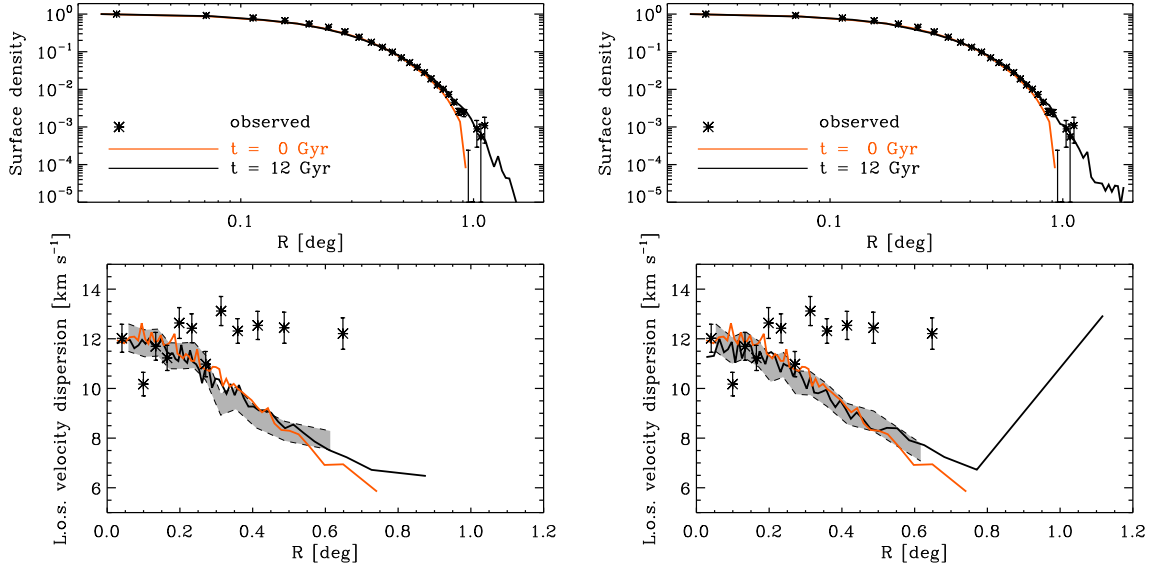 Surface density
10⁰
10⁻¹
10⁻²
10⁻³
10⁻⁴
10⁻⁵
observed
t = 0 Gyr
t = 12 Gyr
0.1 1.0
R [deg]
Surface density
10⁰
10⁻¹
10⁻²
10⁻³
10⁻⁴
10⁻⁵
observed
t = 0 Gyr
t = 12 Gyr
0.1 1.0
R [deg]
L.o.s. velocity dispersion [km s⁻¹]
14
12
10
8
6
0.0 0.2 0.4 0.6 0.8 1.0 1.2
R [deg]
L.o.s. velocity dispersion [km s⁻¹]
14
12
10
8
6
0.0 0.2 0.4 0.6 0.8 1.0 1.2
R [deg]